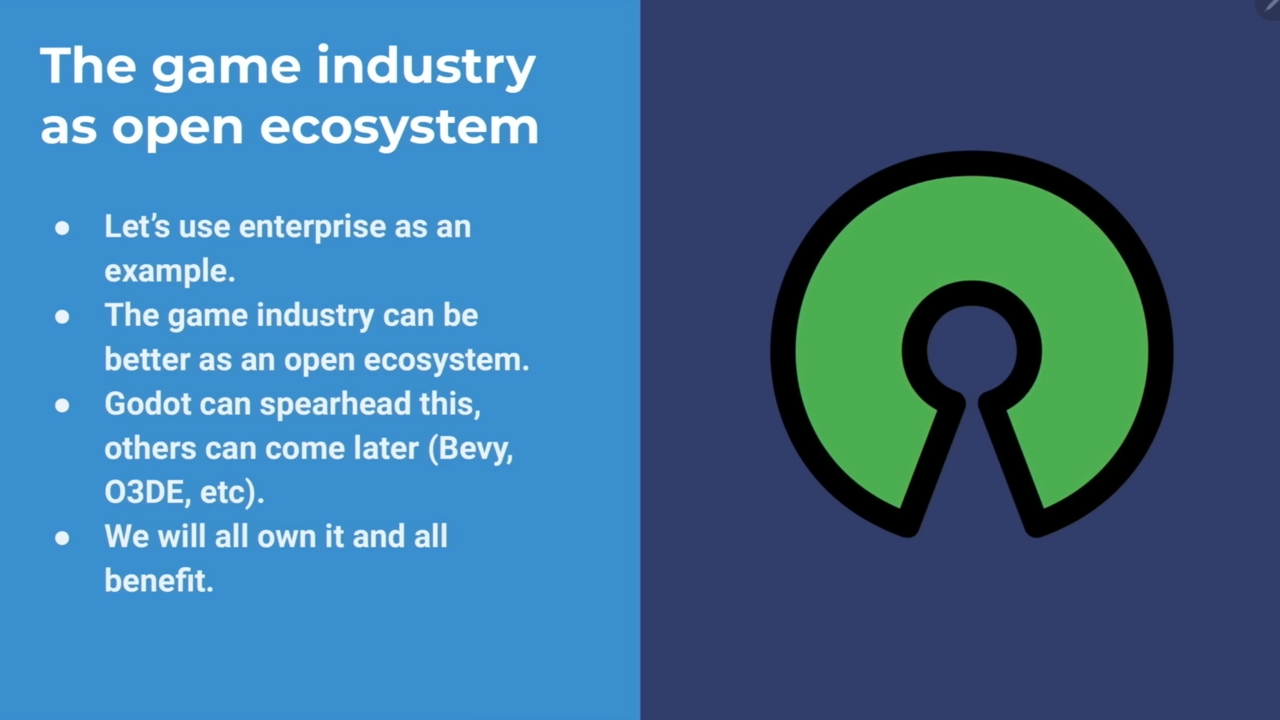 The game industry
as open ecosystem
● Let’s use enterprise as an
example.
● The game industry can be
better as an open ecosystem.
● Godot can spearhead this,
others can come later (Bevy,
O3DE, etc).
● We will all own it and all
benefit.